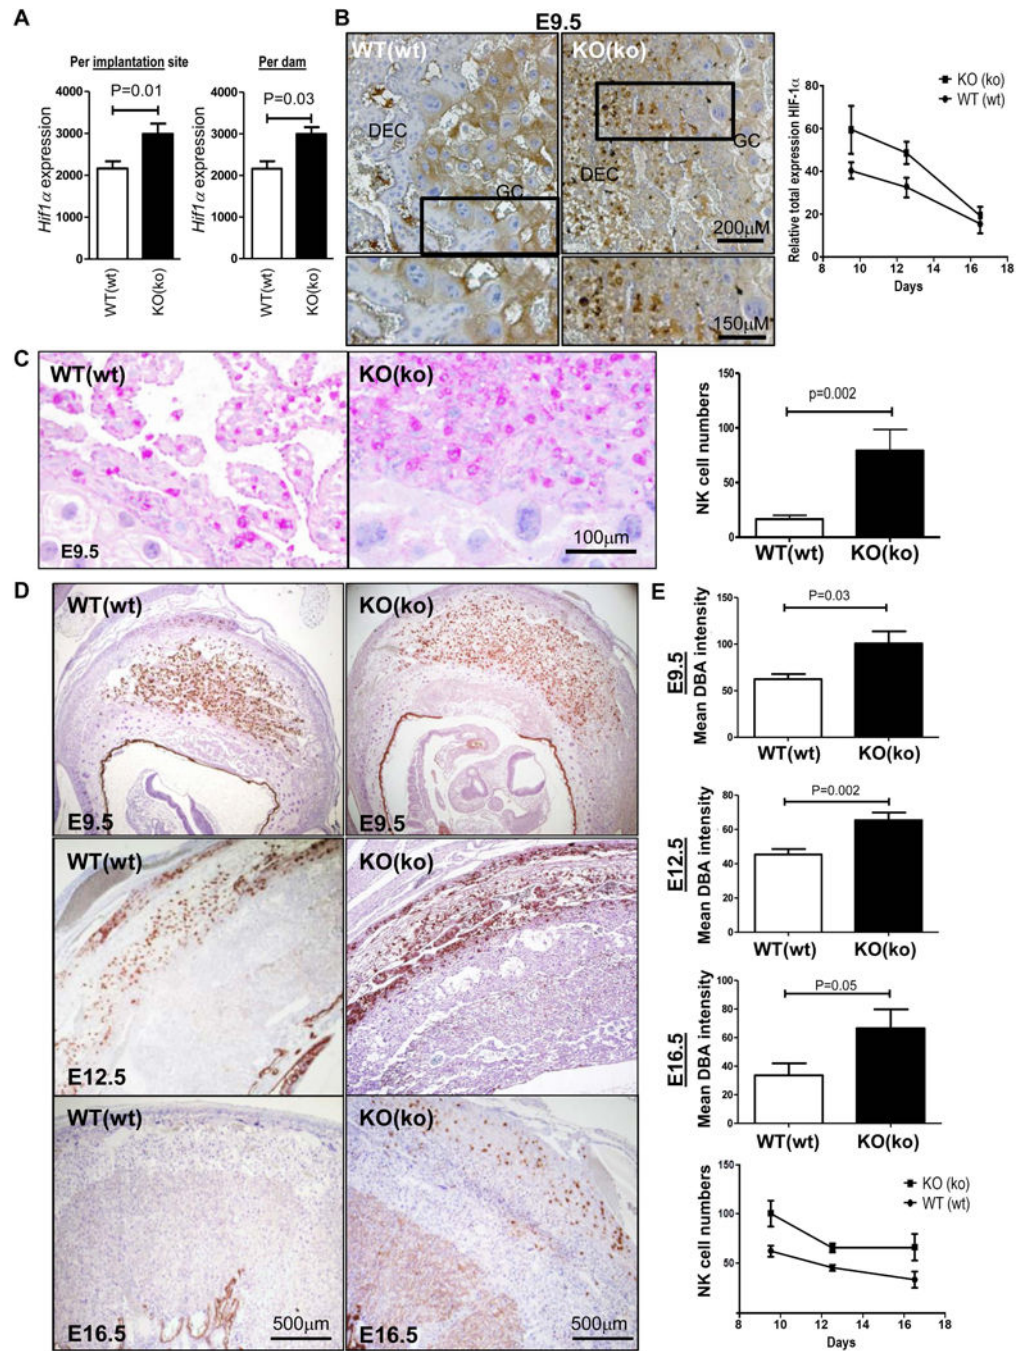 A
Per implantation site
P=0.01
Hif1α expression
4000
3000
2000
1000
0
WT(wt)
KO(ko)
Per dam
P=0.03
Hif1α expression
4000
3000
2000
1000
0
WT(wt)
KO(ko)
B
E9.5
WT(wt)
DEC
GC
KO(ko)
GC
DEC
200μM
150μM
Relative total expression HIF-1α
80
60
40
20
0
8 10 12 14 16 18
Days
KO (ko)
WT (wt)
C
WT(wt)
E9.5
KO(ko)
100μm
NK cell numbers
150
100
50
0
p=0.002
WT(wt) KO(ko)
D
WT(wt)
E9.5
KO(ko)
E9.5
WT(wt)
E12.5
KO(ko)
WT(wt)
E16.5
500μm
KO(ko)
E16.5
500μm
E
E9.5
Mean DBA intensity
150
100
50
0
P=0.03
WT(wt) KO(ko)
E12.5
Mean DBA intensity
80
60
40
20
0
P=0.002
WT(wt) KO(ko)
E16.5
Mean DBA intensity
100
80
60
40
20
0
P=0.05
WT(wt) KO(ko)
NK cell numbers
150
100
50
8 10 12 14 16 18
Days
KO (ko)
WT (wt)